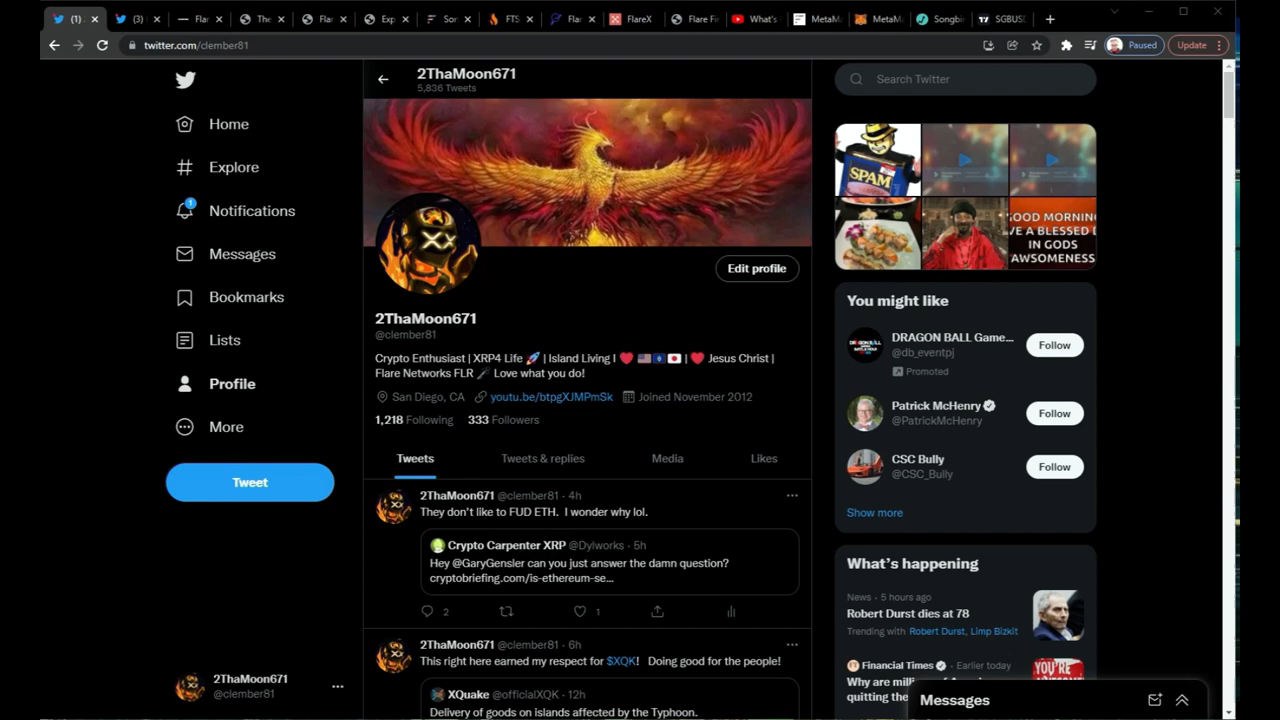 (1)
(3)
Flar
The
Flar
Exp
Sor
FTS
Flar
FlareX
Flare Fi
What's
MetaM
MetaM
Songbi
SGBUS
twitter.com/clember81
Paused
Update
2ThaMoon671
5,836 Tweets
Search Twitter
Home
Explore
1
Notifications
Messages
Bookmarks
Lists
Profile
More
Tweet
2ThaMoon671
@clember81
Edit profile
2ThaMoon671
@clember81
Crypto Enthusiast | XRP4 Life 🚀 | Island Living I ❤️ 🇺🇸🇬🇺🇯🇵 | ❤️ Jesus Christ |
Flare Networks FLR ☄️ Love what you do!
San Diego, CA youtu.be/btpgXJMPmSk Joined November 2012
1,218 Following 333 Followers
Tweets Tweets & replies Media Likes
2ThaMoon671 @clember81 · 4h
They don't like to FUD ETH. I wonder why lol.
Crypto Carpenter XRP @Dylworks · 5h
Hey @GaryGensler can you just answer the damn question?
cryptobriefing.com/is-ethereum-se...
2 1
2ThaMoon671 @clember81 · 6h
This right here earned my respect for $XQK! Doing good for the people!
XQuake @officialXQK · 12h
Delivery of goods on islands affected by the Typhoon.
SPAM
GOOD MORNIN
VE A BLESSED D
IN GODS
AWSOMENESS
You might like
DRAGON BALL Game...
@db_eventpj
Promoted
Follow
Patrick McHenry
@PatrickMcHenry
Follow
CSC Bully
@CSC_Bully
Follow
Show more
What's happening
News · 5 hours ago
Robert Durst dies at 78
Trending with Robert Durst, Limp Bizkit
Financial Times · Earlier today
Why are mill
quitting the
YOU'RE
Messages